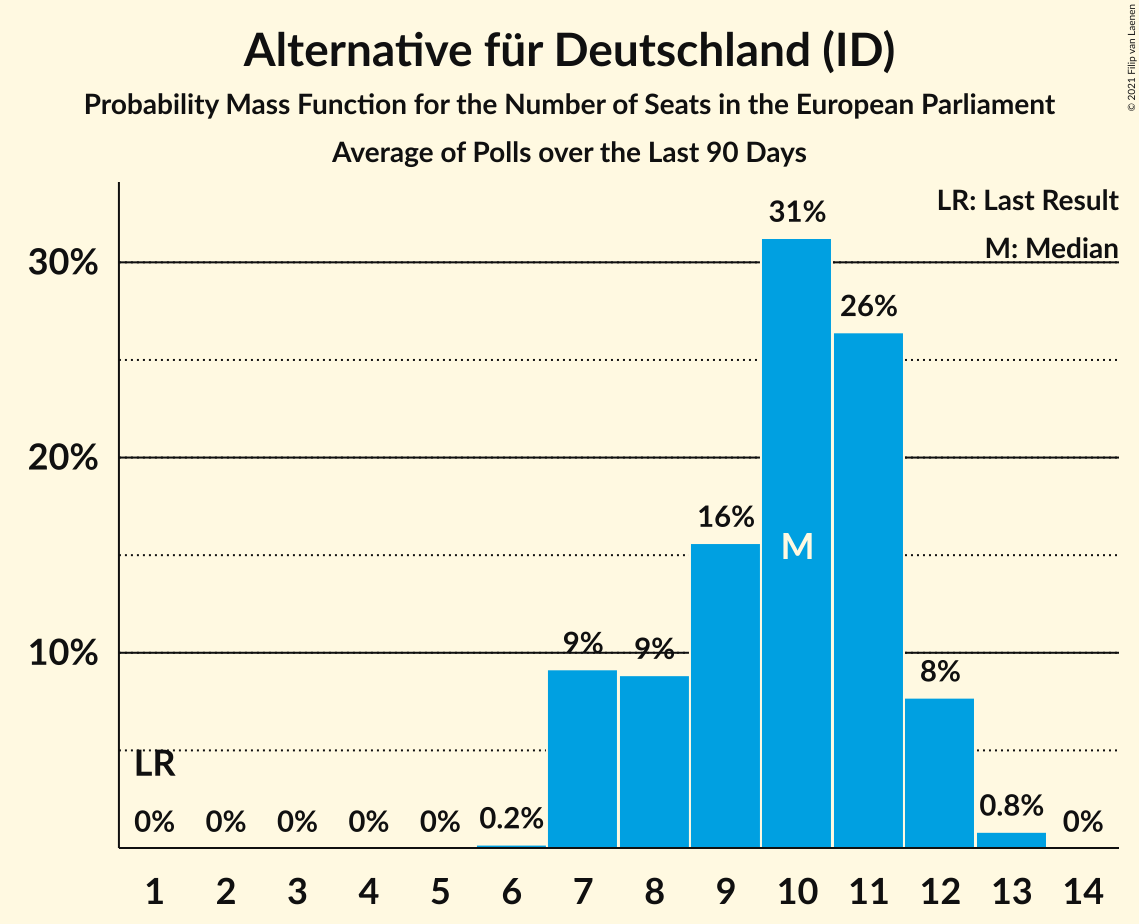 Alternative für Deutschland (ID)
Probability Mass Function for the Number of Seats in the European Parliament
Average of Polls over the Last 90 Days
© 2021 Filip van Laenen
LR: Last Result
M: Median
30%
20%
10%
31%
26%
16%
M
9%
9%
8%
LR
0%
0%
0%
0%
0%
0.2%
0.8%
0%
1 2 3 4 5 6 7 8 9 10 11 12 13 14